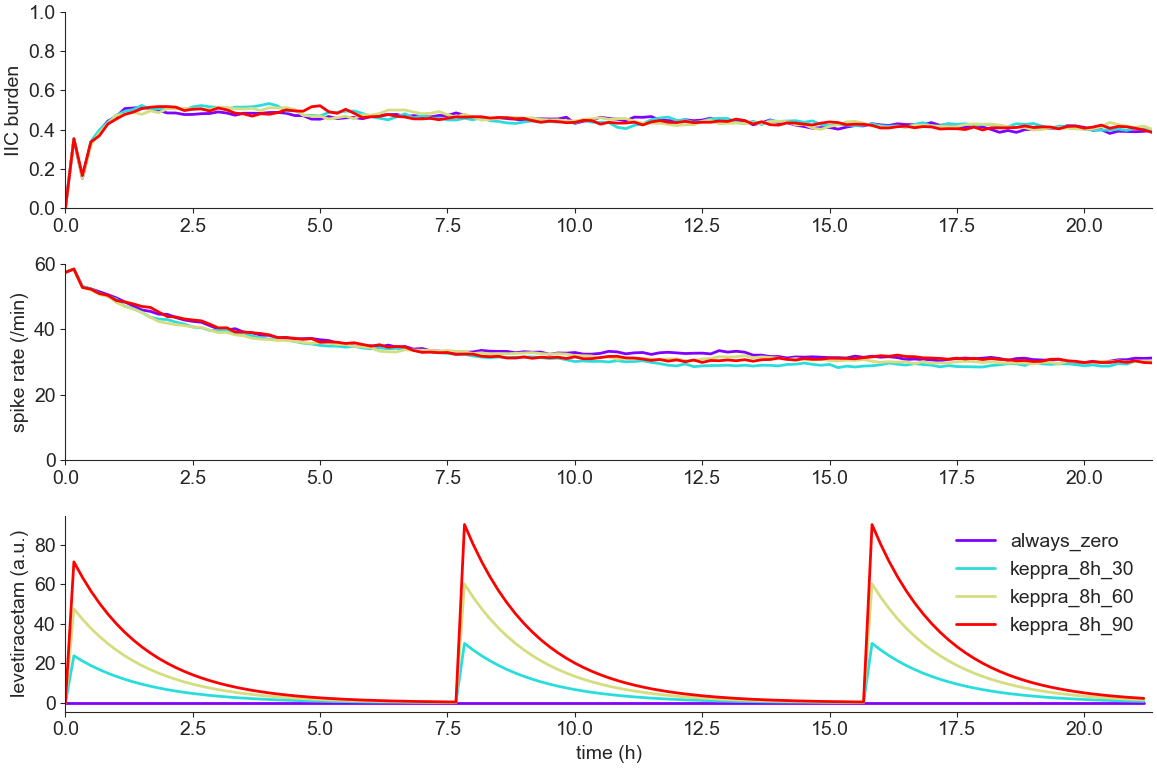 IIC burden
1.0
0.8
0.6
0.4
0.2
0.0
0.0 2.5 5.0 7.5 10.0 12.5 15.0 17.5 20.0
spike rate (/min)
60
40
20
0
0.0 2.5 5.0 7.5 10.0 12.5 15.0 17.5 20.0
levetiracetam (a.u.)
80
60
40
20
0
always_zero
keppra_8h_30
keppra_8h_60
keppra_8h_90
0.0 2.5 5.0 7.5 10.0 12.5 15.0 17.5 20.0
time (h)